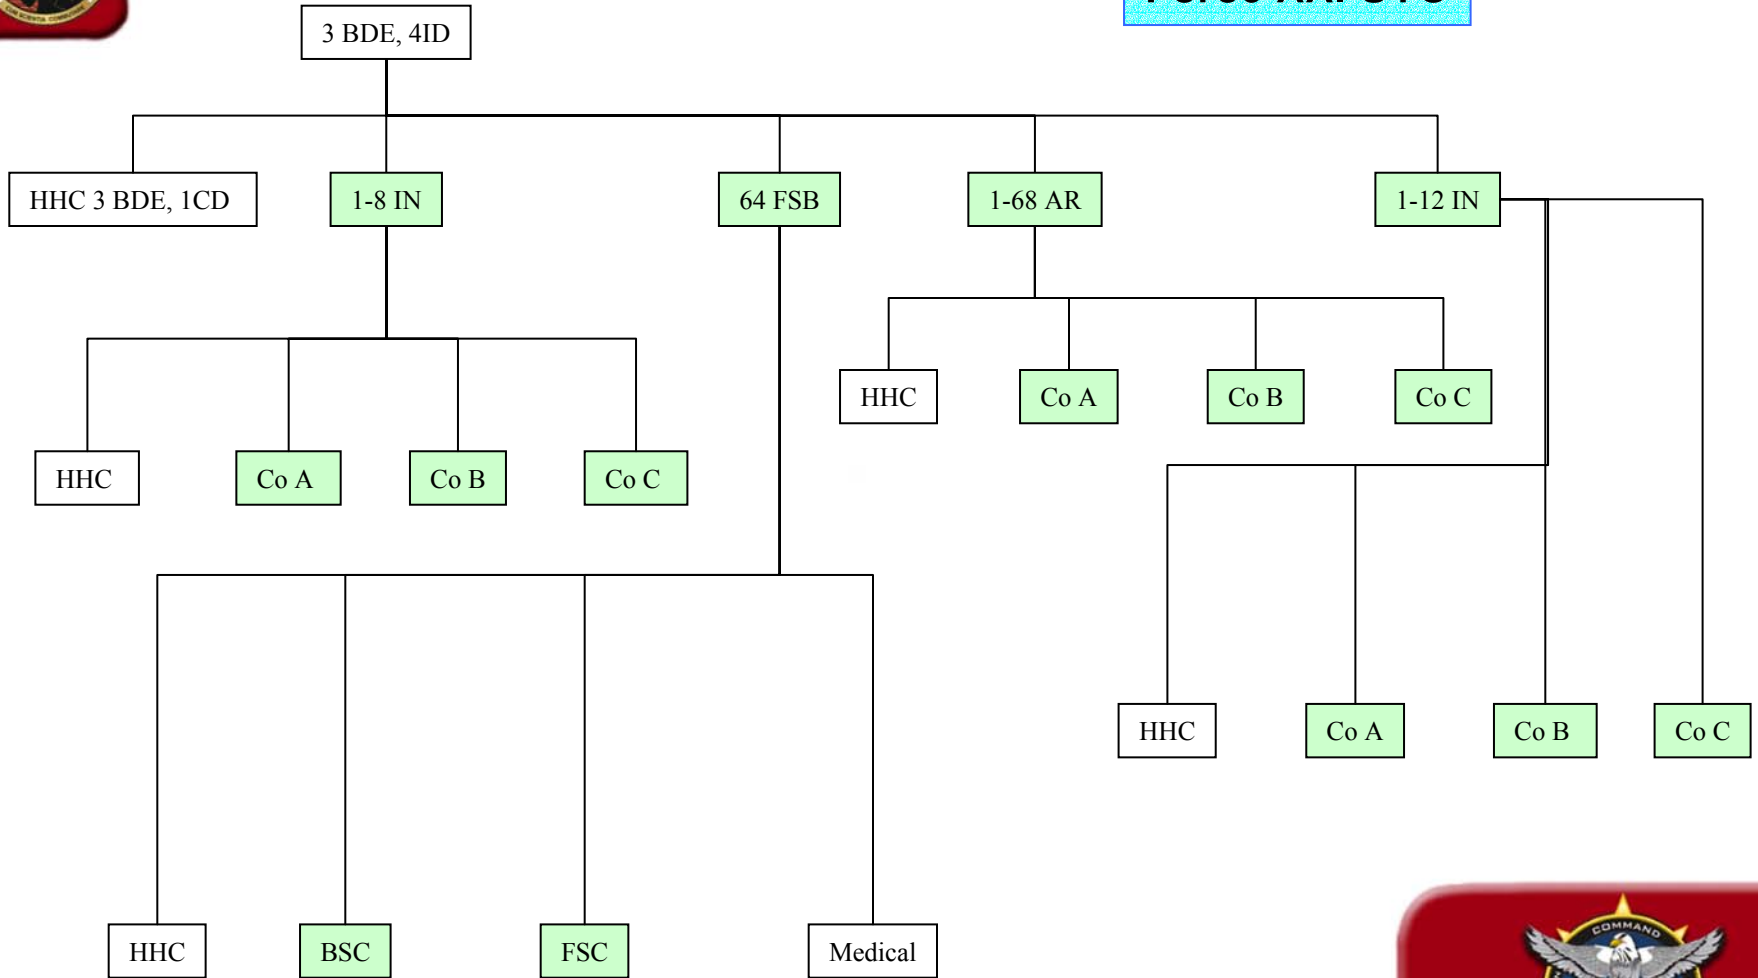 3 BDE, 4ID
HHC 3 BDE, 1CD
1-8 IN
64 FSB
1-68 AR
1-12 IN
HHC
Co A
Co B
Co C
HHC
Co A
Co B
Co C
HHC
Co A
Co B
Co C
HHC
BSC
FSC
Medical
COMMAND